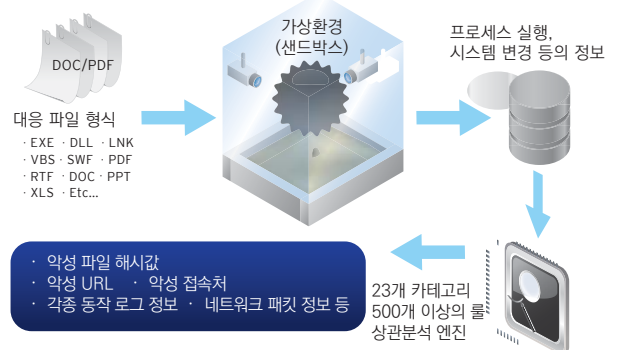 DOC/PDF
대응 파일 형식
· EXE · DLL · LNK
· VBS · SWF · PDF
· RTF · DOC · PPT
· XLS · Etc...
가상환경
(샌드박스)
프로세스 실행,
시스템 변경 등의 정보
23개 카테고리
500개 이상의 룰
상관분석 엔진
· 악성 파일 해시값
· 악성 URL · 악성 접속처
· 각종 동작 로그 정보 · 네트워크 패킷 정보 등